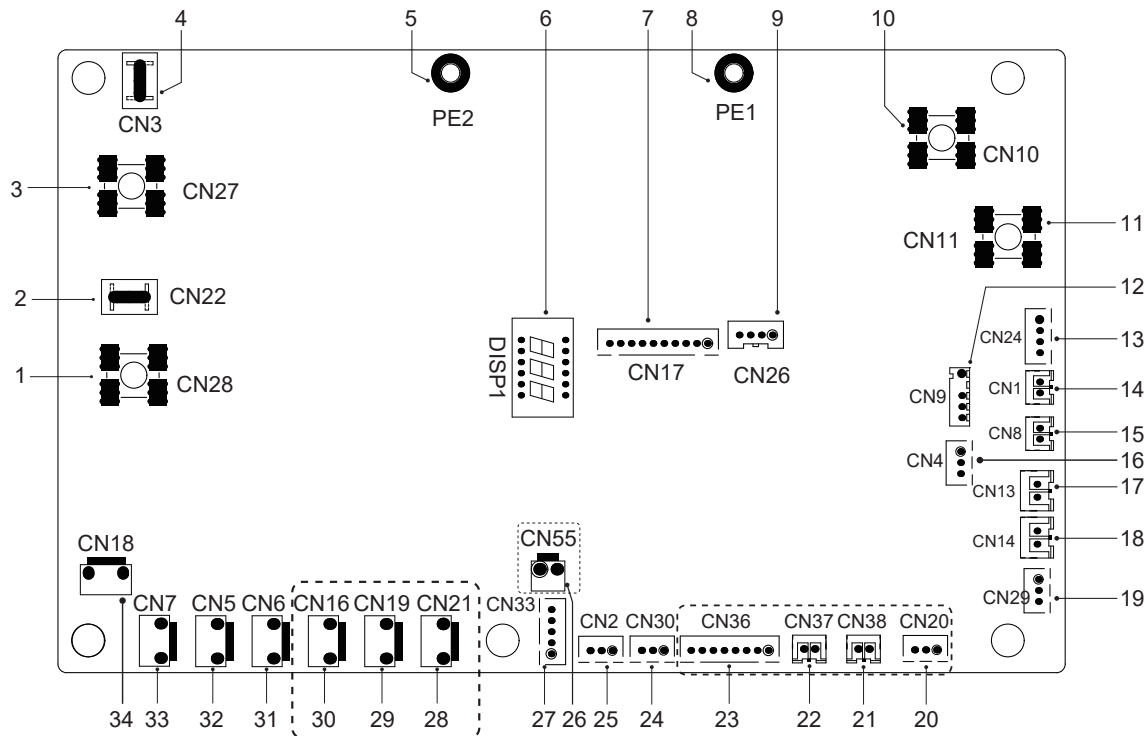 4 5 6 7 8 9 10
CN3 PE2 PE1
CN10
3 CN27
CN11 11
12
2 CN22
CN24 13
DISP1
CN17 CN26
1 CN28
CN9 CN1 14
CN8 15
CN4 16
CN13 17
CN18 CN55
CN14 18
CN7 CN5 CN6 CN16 CN19 CN21 CN33 CN2 CN30 CN36 CN37 CN38 CN20
CN29 19
34 33 32 31 30 29 28 27 26 25 24 23 22 21 20